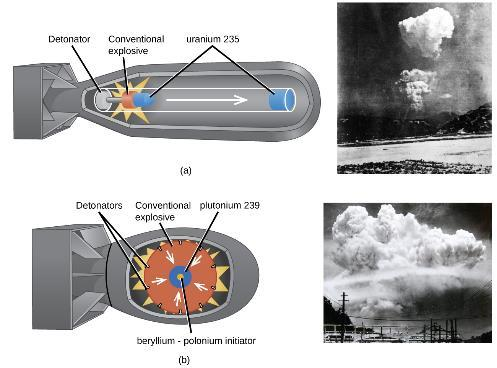 Detonator
Conventional
explosive
uranium 235
(a)
Detonators
Conventional
explosive
plutonium 239
beryllium - polonium initiator
(b)